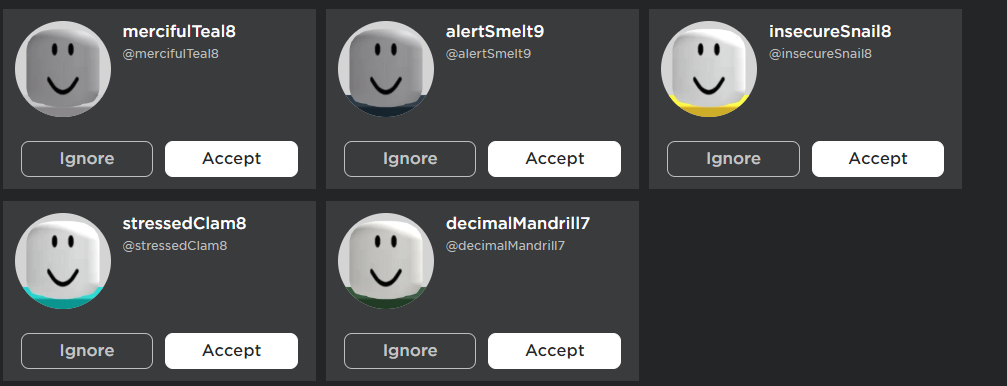 mercifulTeal8
@mercifulTeal8
Ignore
Accept
alertSmelt9
@alertSmelt9
Ignore
Accept
insecureSnail8
@insecureSnail8
Ignore
Accept
stressedClam8
@stressedClam8
Ignore
Accept
decimalMandrill7
@decimalMandrill7
Ignore
Accept